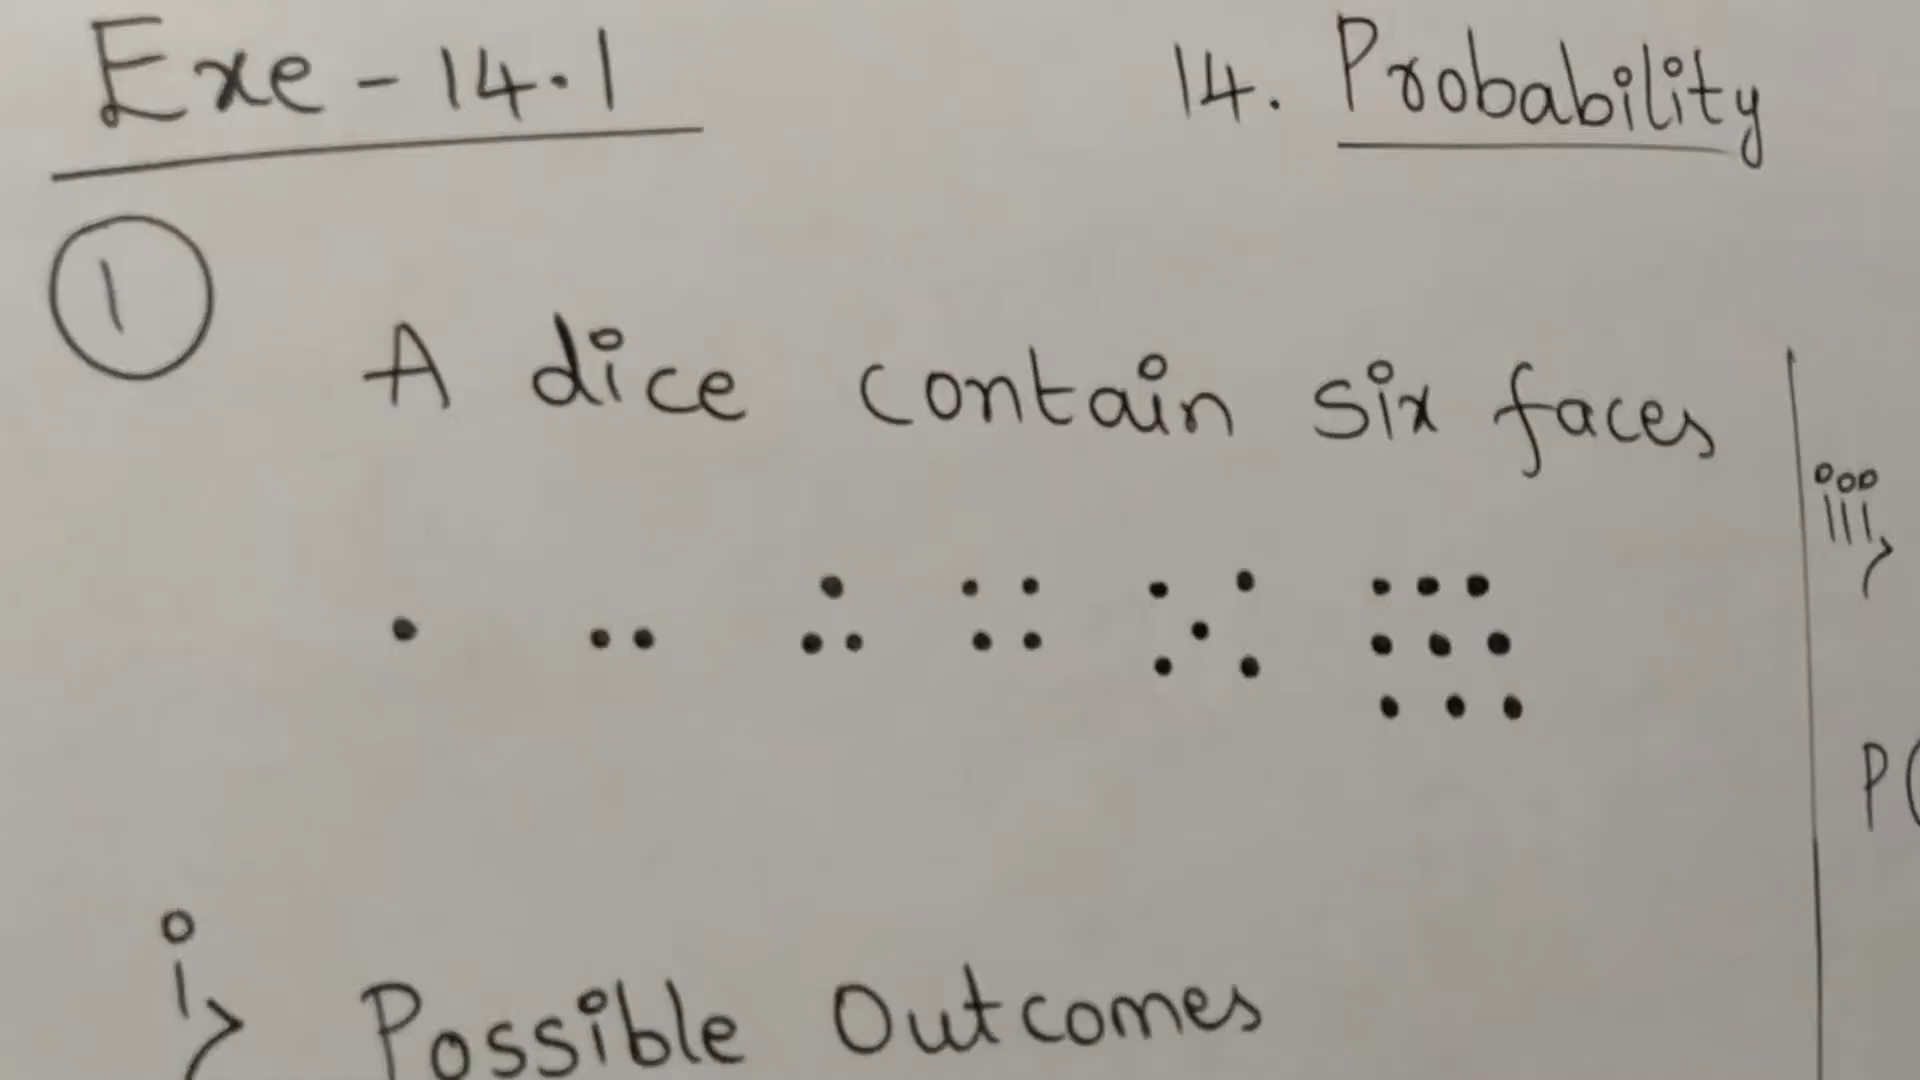 Exe - 14.1
14. Probability
1
A dice contain six faces
i> Possible Outcomes
iii>
P(